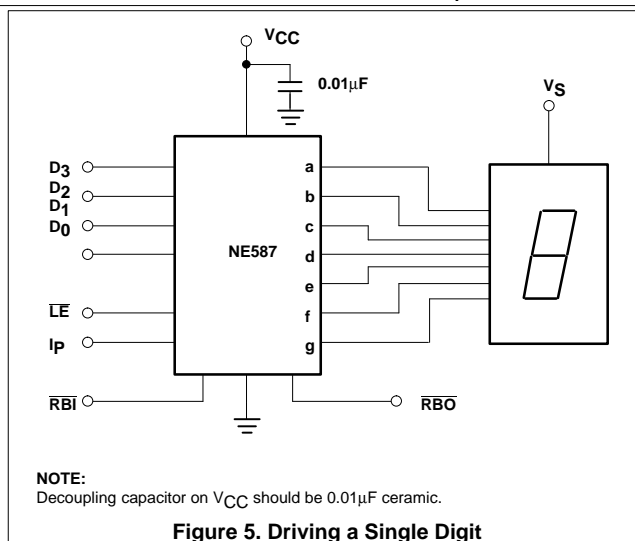 VCC
0.01μF
VS
D3
D2
D1
D0
LE
IP
RBI
NE587
a
b
c
d
e
f
g
RBO
NOTE:
Decoupling capacitor on VCC should be 0.01μF ceramic.
Figure 5. Driving a Single Digit